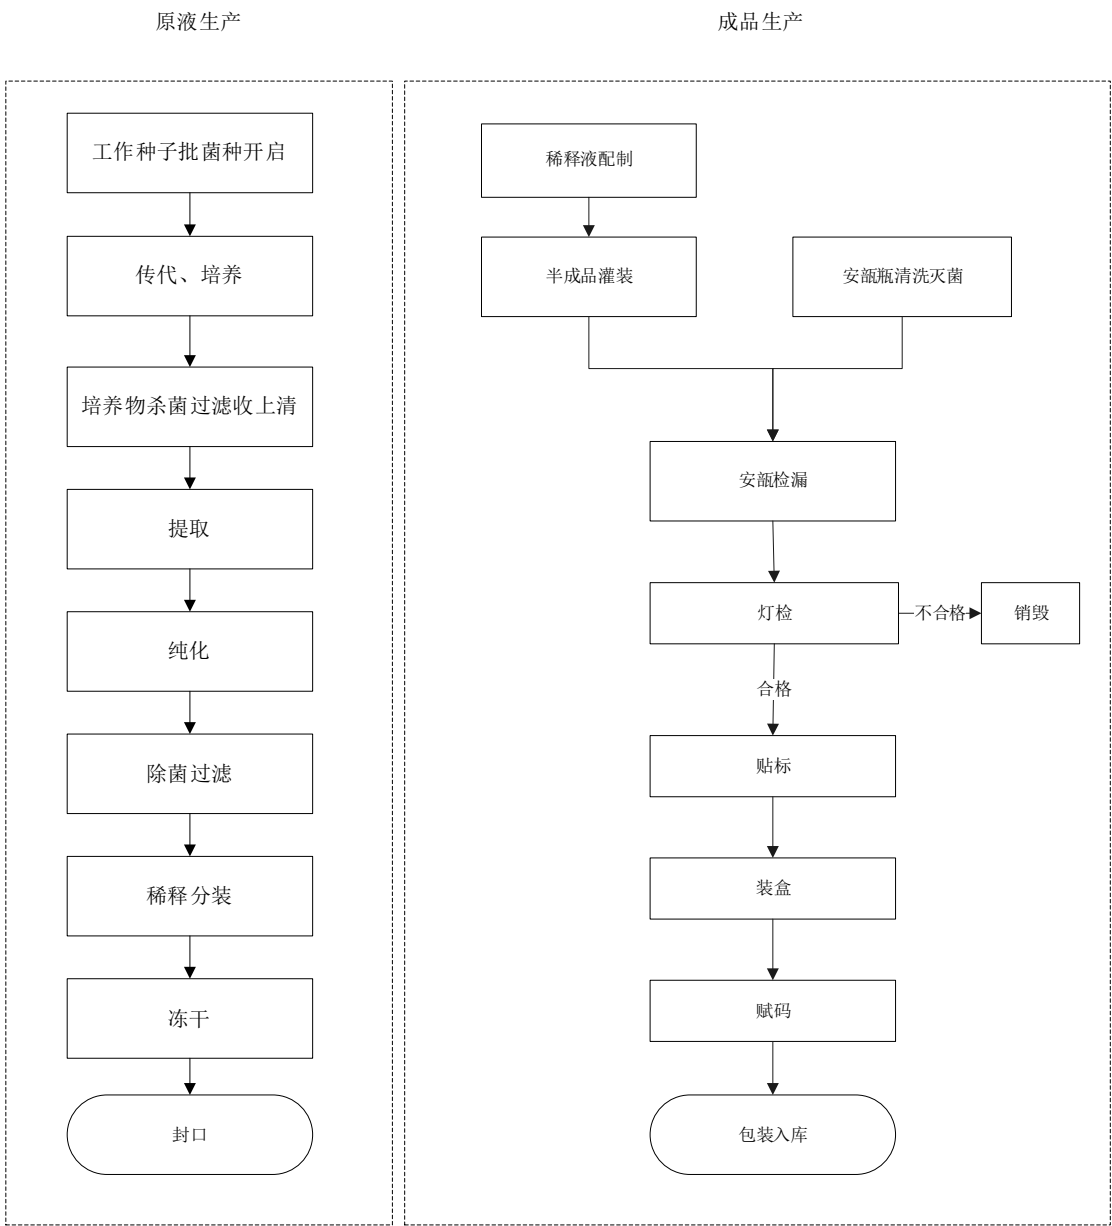 原液生产
成品生产
工作种子批菌种开启
传代、培养
培养物杀菌过滤收上清
提取
纯化
除菌过滤
稀释分装
冻干
封口
稀释液配制
半成品灌装
安瓿瓶清洗灭菌
安瓿检漏
灯检
不合格
销毁
合格
贴标
装盒
赋码
包装入库